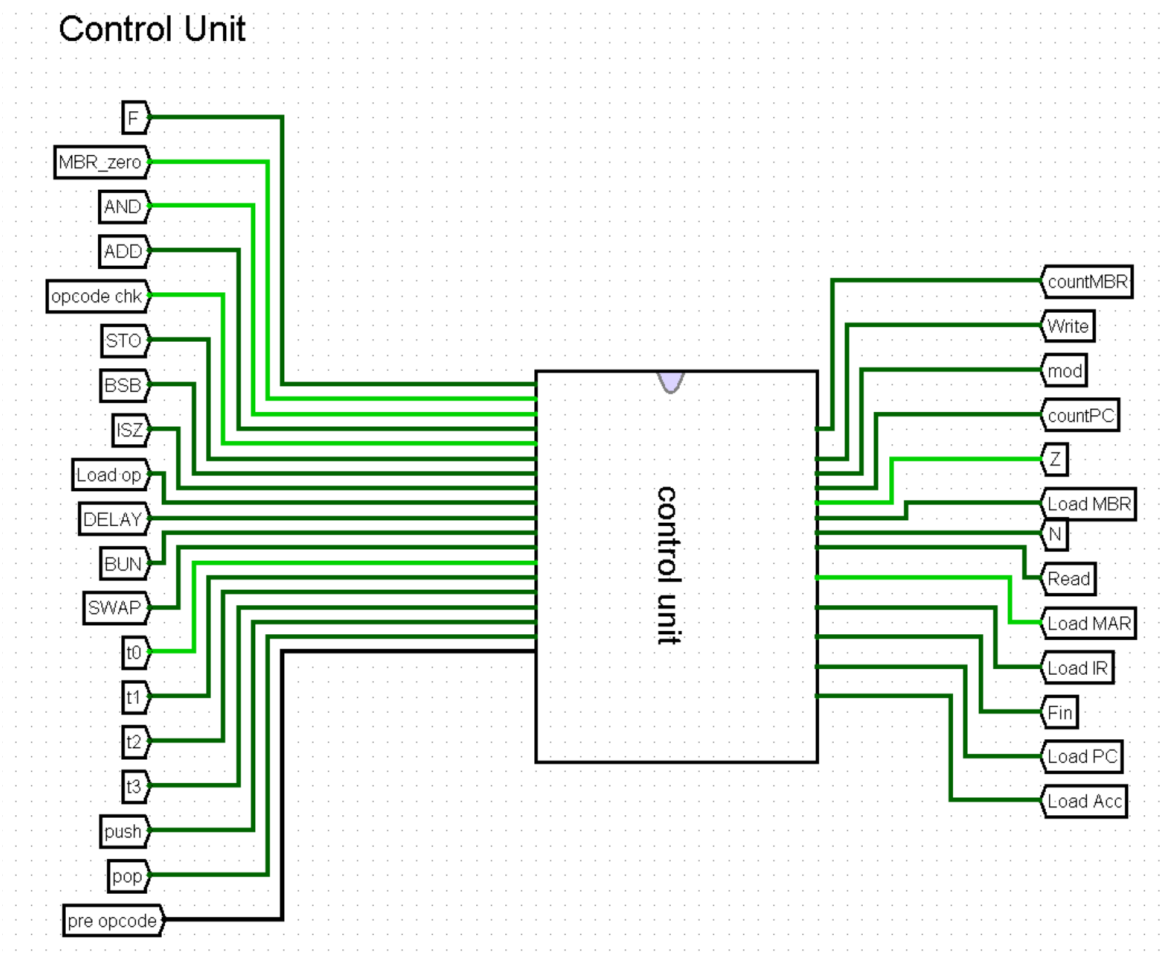 Control Unit
F
MBR_zero
AND
ADD
opcode chk
STO
BSB
ISZ
Load op
DELAY
BUN
SWAP
t0
t1
t2
t3
push
pop
pre opcode
control unit
countMBR
Write
mod
countPC
Z
Load MBR
N
Read
Load MAR
Load IR
Fin
Load PC
Load Acc